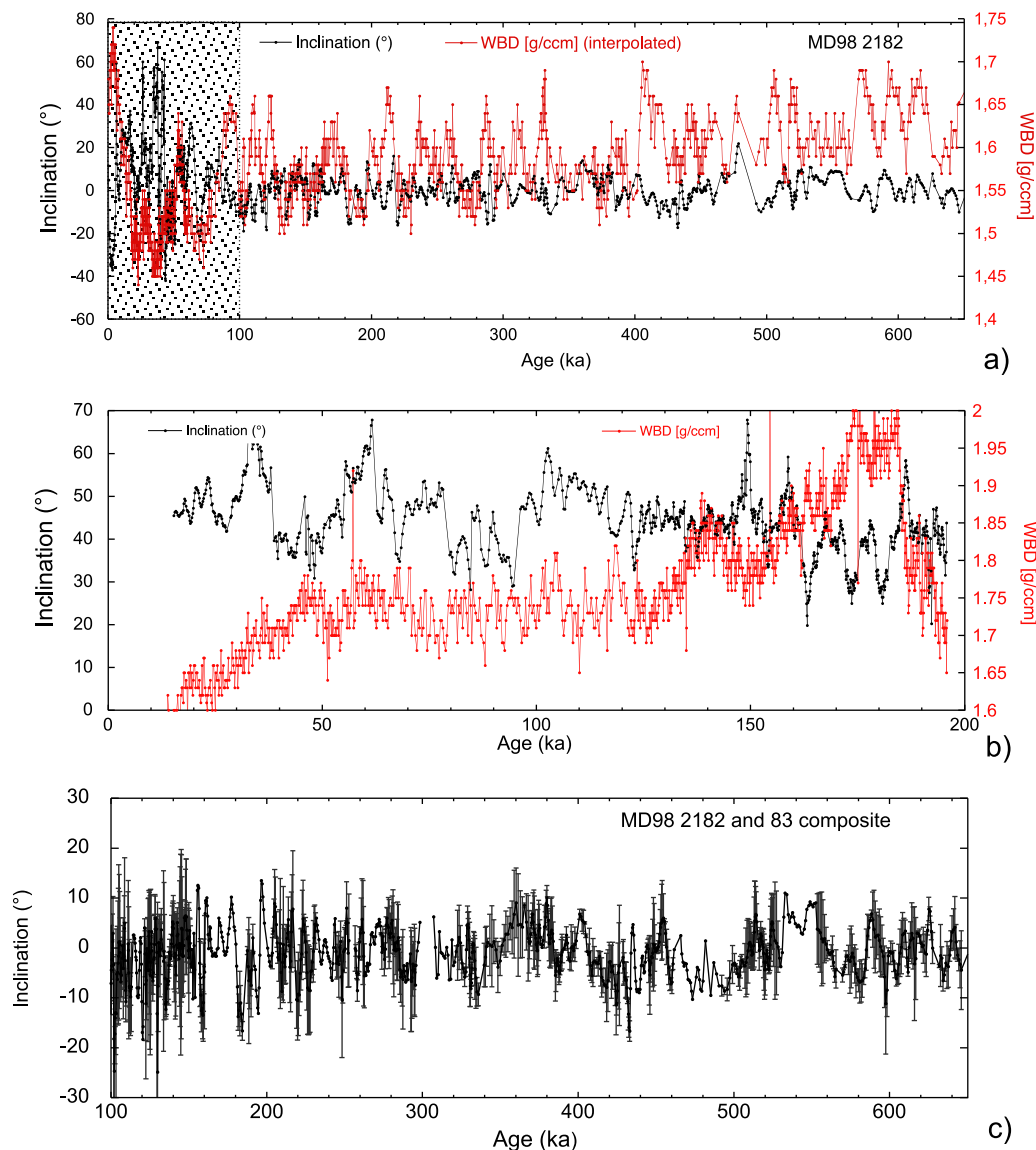 Inclination (°) WBD [g/ccm] (interpolated) MD98 2182
80
60
40
20
0
-20
-40
-60
Inclination (°)
1,75
1,7
1,65
1,6
1,55
1,5
1,45
1,4
WBD [g/ccm]
0 100 200 300 400 500 600
Age (ka)
a)
Inclination (°) WBD [g/ccm]
70
60
50
40
30
20
10
0
Inclination (°)
2
1.95
1.9
1.85
1.8
1.75
1.7
1.65
1.6
WBD [g/ccm]
0 50 100 150 200
Age (ka)
b)
MD98 2182 and 83 composite
30
20
10
0
-10
-20
-30
Inclination (°)
100 200 300 400 500 600
Age (ka)
c)